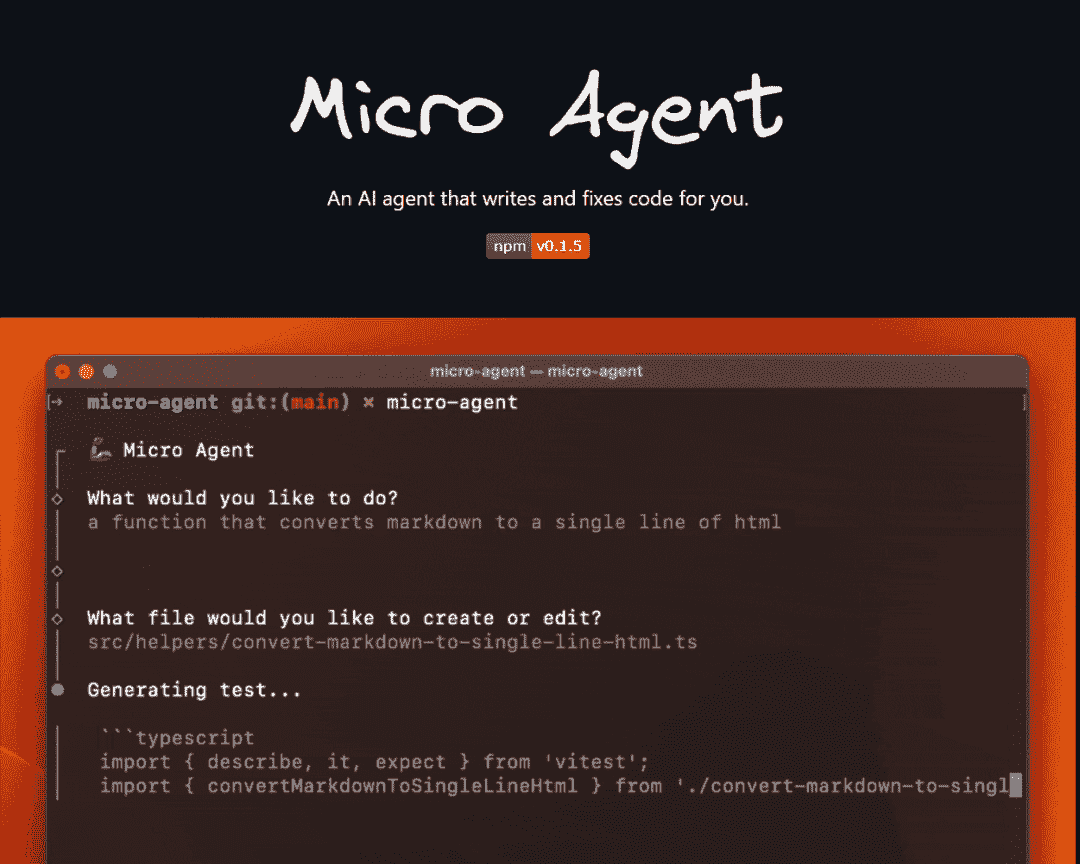 Micro Agent
An AI agent that writes and fixes code for you.
npm v0.1.5
micro-agent — micro-agent
micro-agent git:(main) × micro-agent
Micro Agent
What would you like to do?
a function that converts markdown to a single line of html
What file would you like to create or edit?
src/helpers/convert-markdown-to-single-line-html.ts
Generating test...
```typescript
import { describe, it, expect } from 'vitest';
import { convertMarkdownToSingleLineHtml } from './convert-markdown-to-singl